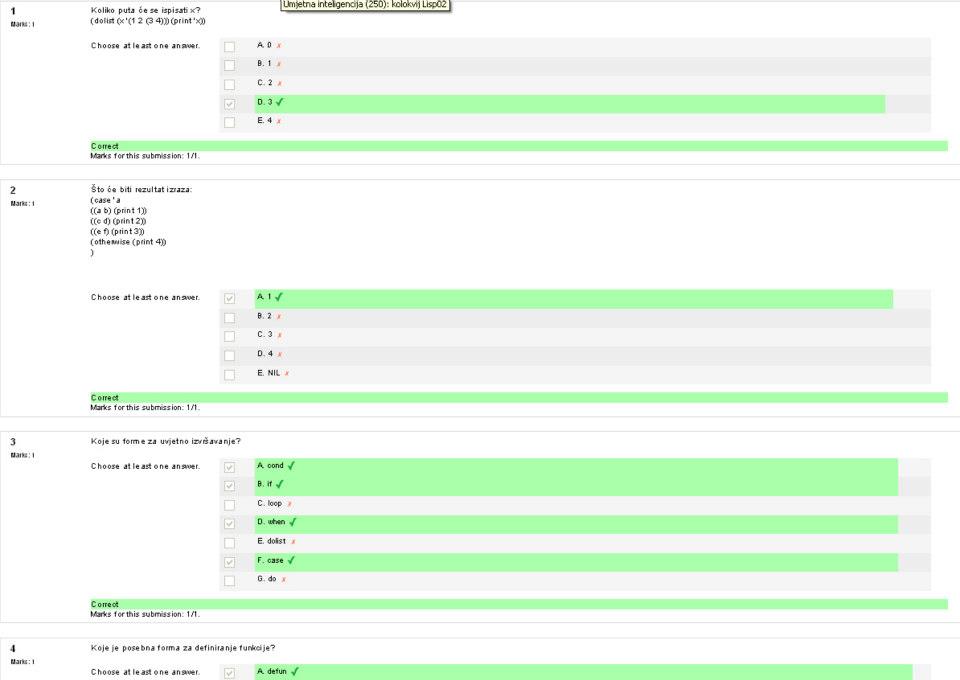 Umjetna inteligencija (250): kolokvij Lisp02
1
Marks: 1
Koliko puta će se ispisati x?
(dolist (x '(1 2 (3 4))) (print 'x))
Choose at least one answer.
A. 0 ✗
B. 1 ✗
C. 2 ✗
D. 3 ✓
E. 4 ✗
Correct
Marks for this submission: 1/1.
2
Marks: 1
Što će biti rezultat izraza:
(case 'a
((a b) (print 1))
((c d) (print 2))
((e f) (print 3))
(otherwise (print 4))
)
Choose at least one answer.
A. 1 ✓
B. 2 ✗
C. 3 ✗
D. 4 ✗
E. NIL ✗
Correct
Marks for this submission: 1/1.
3
Marks: 1
Koje su forme za uvjetno izvršavanje?
Choose at least one answer.
A. cond ✓
B. if ✓
C. loop ✗
D. when ✓
E. dolist ✗
F. case ✓
G. do ✗
Correct
Marks for this submission: 1/1.
4
Marks: 1
Koje je posebna forma za definiranje funkcije?
Choose at least one answer.
A. defun ✓